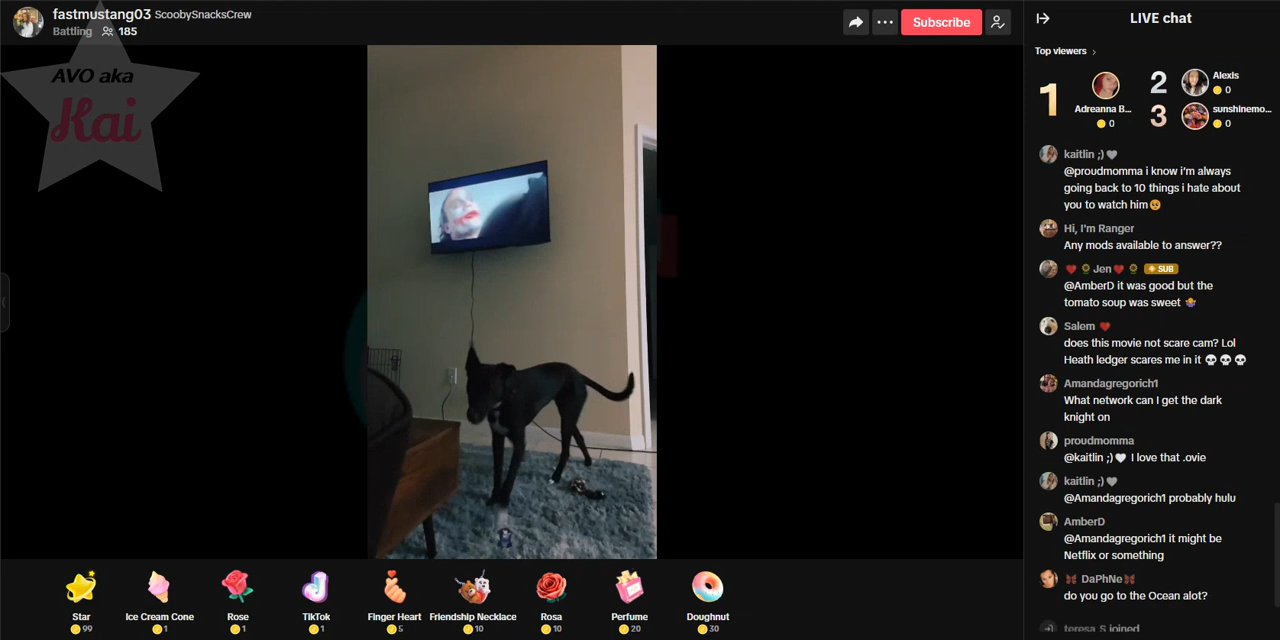 fastmustang03 ScoobySnacksCrew
Battling 185
Subscribe
AVO aka
Kai
LIVE chat
Top viewers
1
Adreanna B...
0
2
Alexis
0
3
sunshinemo...
0
kaitlin ;)🤍
@proudmomma i know i'm always
going back to 10 things i hate about
you to watch him🥺
Hi, I'm Ranger
Any mods available to answer??
❤️🌻Jen❤️🌻 SUB
@AmberD it was good but the
tomato soup was sweet 🤷‍♀️
Salem ❤️
does this movie not scare cam? Lol
Heath ledger scares me in it 💀💀💀
Amandagregorich1
What network can I get the dark
knight on
proudmomma
@kaitlin ;)🤍 I love that .ovie
kaitlin ;)🤍
@Amandagregorich1 probably hulu
AmberD
@Amandagregorich1 it might be
Netflix or something
🦋DaPhNe🦋
do you go to the Ocean alot?
teresa S joined
Star
99
Ice Cream Cone
1
Rose
1
TikTok
1
Finger Heart
5
Friendship Necklace
10
Rosa
10
Perfume
20
Doughnut
30